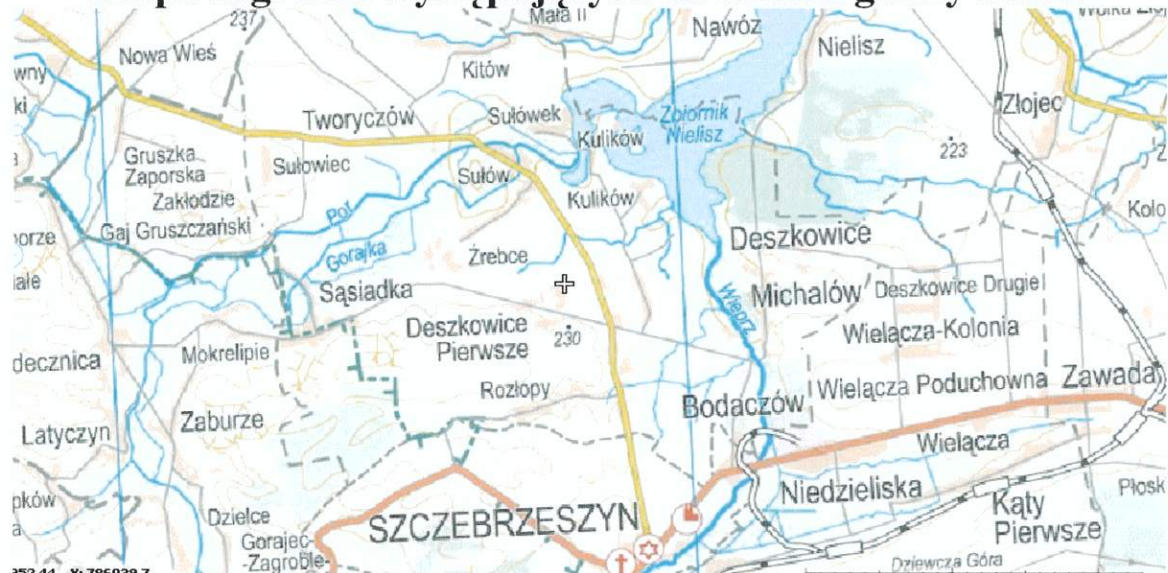 237
Mała II
Nawóz
Nielisz
Nowa Wieś
Kitów
Złojec
Tworyczów
Sułówek
Zbiornik
Nielisz
Kulików
223
Gruszka
Zaporska
Sułowiec
Sułów
Zakłodzie
Kulików
Por
Gaj Gruszczański
Gorajka
Żrebce
Deszkowice
Sąsiadka
Wieprz
Michalów
Deszkowice Drugie
Deszkowice
Pierwsze
230
Wielącza-Kolonia
Mokrelipie
Rozłopy
Wielącza Poduchowna
Zawada
Bodaczów
Zaburze
Latyczyn
Wielącza
Niedzieliska
Kąty
Pierwsze
Dzielce
SZCZEBRZESZYN
Gorajec-
-Zagroble-
Dziewcza Góra